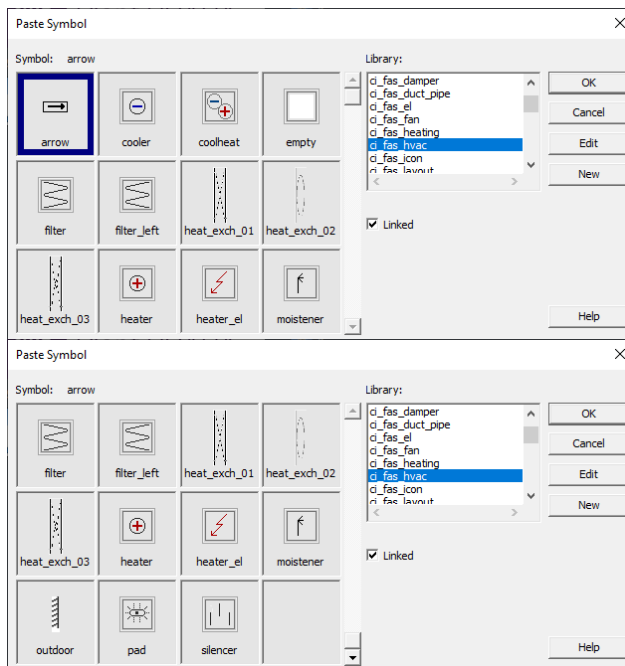 Paste Symbol
Symbol: arrow
Library:
arrow
cooler
coolheat
empty
filter
filter_left
heat_exch_01
heat_exch_02
heat_exch_03
heater
heater_el
moistener
ci_fas_damper
ci_fas_duct_pipe
ci_fas_el
ci_fas_fan
ci_fas_heating
ci_fas_hvac
ci_fas_icon
ci_fas_layout
Linked
OK
Cancel
Edit
New
Help
Paste Symbol
Symbol: arrow
Library:
filter
filter_left
heat_exch_01
heat_exch_02
heat_exch_03
heater
heater_el
moistener
outdoor
pad
silencer
ci_fas_damper
ci_fas_duct_pipe
ci_fas_el
ci_fas_fan
ci_fas_heating
ci_fas_hvac
ci_fas_icon
ci_fas_layout
Linked
OK
Cancel
Edit
New
Help